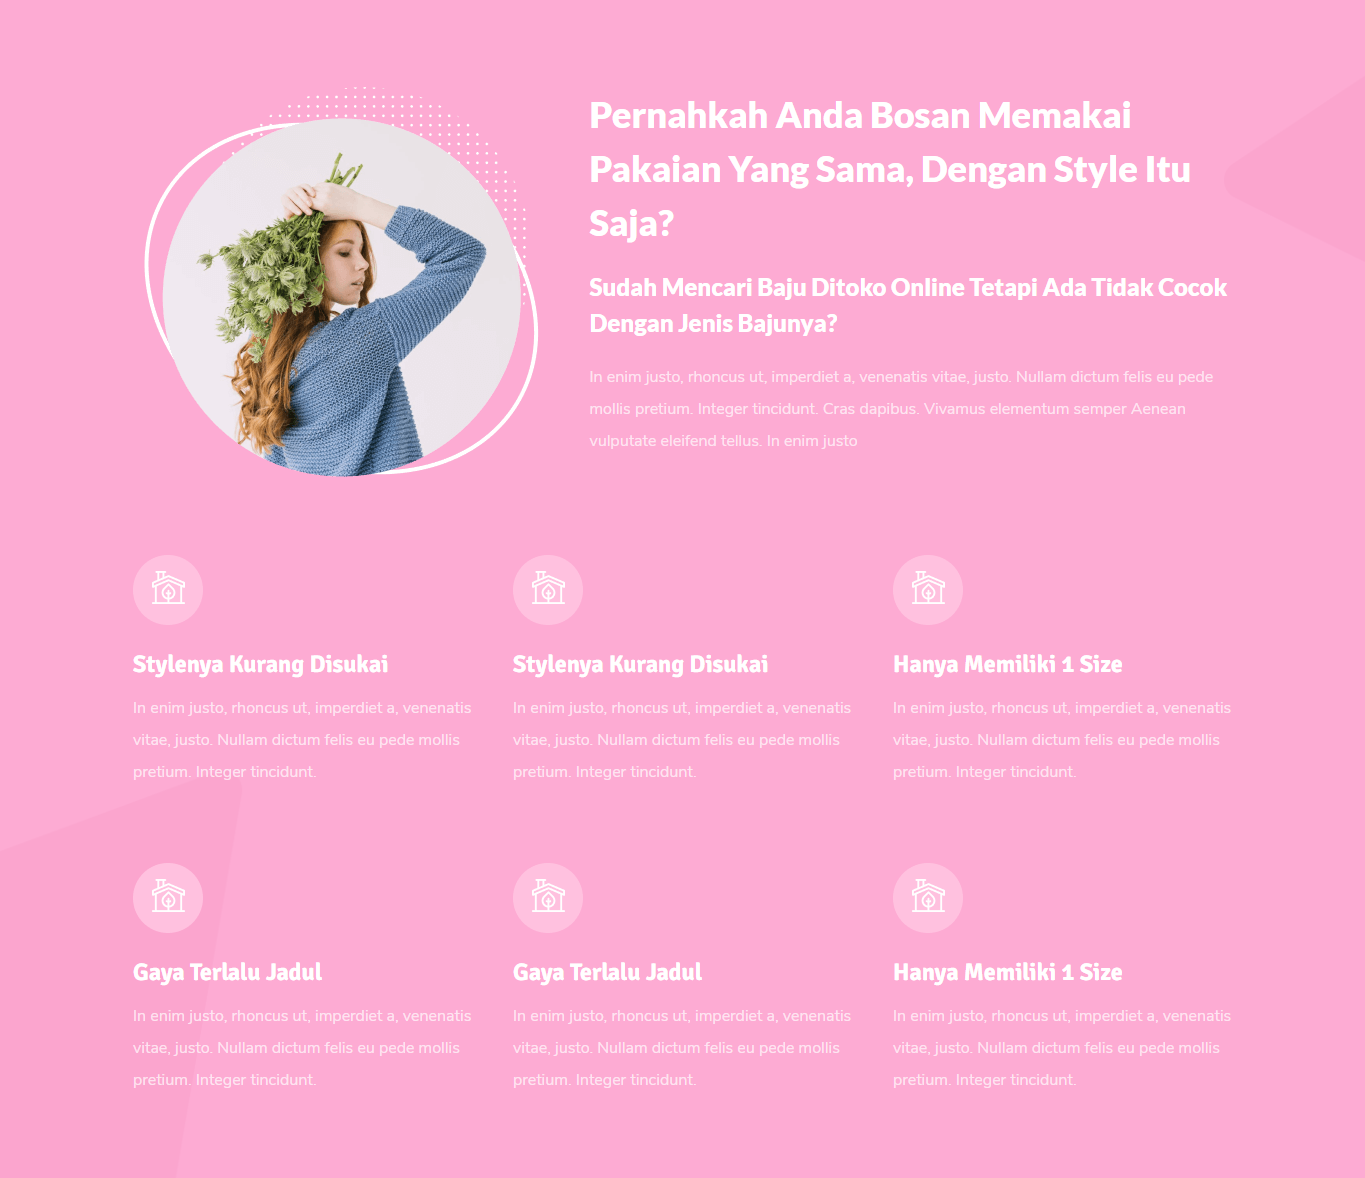 Pernahkah Anda Bosan Memakai
Pakaian Yang Sama, Dengan Style Itu
Saja?
Sudah Mencari Baju Ditoko Online Tetapi Ada Tidak Cocok
Dengan Jenis Bajunya?
In enim justo, rhoncus ut, imperdiet a, venenatis vitae, justo. Nullam dictum felis eu pede
mollis pretium. Integer tincidunt. Cras dapibus. Vivamus elementum semper Aenean
vulputate eleifend tellus. In enim justo
Stylenya Kurang Disukai
In enim justo, rhoncus ut, imperdiet a, venenatis
vitae, justo. Nullam dictum felis eu pede mollis
pretium. Integer tincidunt.
Stylenya Kurang Disukai
In enim justo, rhoncus ut, imperdiet a, venenatis
vitae, justo. Nullam dictum felis eu pede mollis
pretium. Integer tincidunt.
Hanya Memiliki 1 Size
In enim justo, rhoncus ut, imperdiet a, venenatis
vitae, justo. Nullam dictum felis eu pede mollis
pretium. Integer tincidunt.
Gaya Terlalu Jadul
In enim justo, rhoncus ut, imperdiet a, venenatis
vitae, justo. Nullam dictum felis eu pede mollis
pretium. Integer tincidunt.
Gaya Terlalu Jadul
In enim justo, rhoncus ut, imperdiet a, venenatis
vitae, justo. Nullam dictum felis eu pede mollis
pretium. Integer tincidunt.
Hanya Memiliki 1 Size
In enim justo, rhoncus ut, imperdiet a, venenatis
vitae, justo. Nullam dictum felis eu pede mollis
pretium. Integer tincidunt.